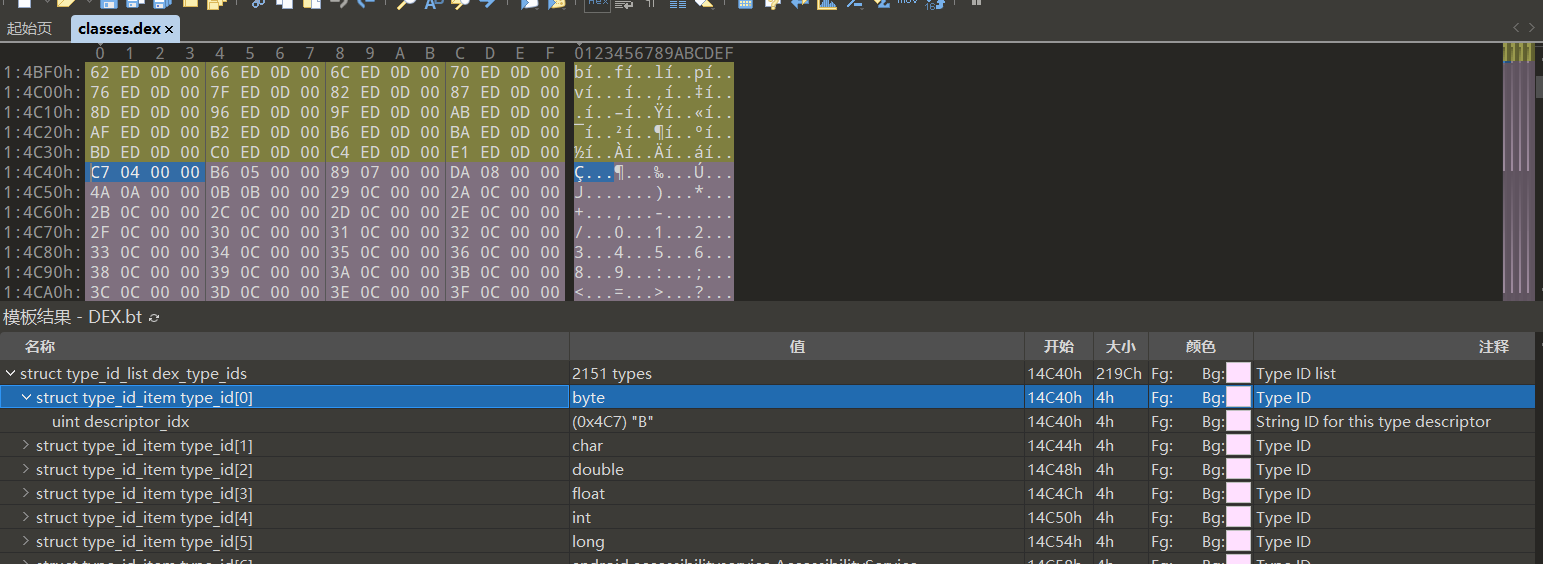 起始页 classes.dex ×
0 1 2 3 4 5 6 7 8 9 A B C D E F 0123456789ABCDEF
1:4BF0h: 62 ED 0D 00 66 ED 0D 00 6C ED 0D 00 70 ED 0D 00 bí..fí..lí..pí..
1:4C00h: 76 ED 0D 00 7F ED 0D 00 82 ED 0D 00 87 ED 0D 00 ví...í..‚í..‡í..
1:4C10h: 8D ED 0D 00 96 ED 0D 00 9F ED 0D 00 AB ED 0D 00 .í..–í..Ÿí..«í..
1:4C20h: AF ED 0D 00 B2 ED 0D 00 B6 ED 0D 00 BA ED 0D 00 ¯í..²í..¶í..ºí..
1:4C30h: BD ED 0D 00 C0 ED 0D 00 C4 ED 0D 00 E1 ED 0D 00 ½í..Àí..Äí..áí..
1:4C40h: C7 04 00 00 B6 05 00 00 89 07 00 00 DA 08 00 00 Ç...¶...‰...Ú...
1:4C50h: 4A 0A 00 00 0B 0B 00 00 29 0C 00 00 2A 0C 00 00 J.......)...*...
1:4C60h: 2B 0C 00 00 2C 0C 00 00 2D 0C 00 00 2E 0C 00 00 +...,...-.......
1:4C70h: 2F 0C 00 00 30 0C 00 00 31 0C 00 00 32 0C 00 00 /...0...1...2...
1:4C80h: 33 0C 00 00 34 0C 00 00 35 0C 00 00 36 0C 00 00 3...4...5...6...
1:4C90h: 38 0C 00 00 39 0C 00 00 3A 0C 00 00 3B 0C 00 00 8...9...:...;...
1:4CA0h: 3C 0C 00 00 3D 0C 00 00 3E 0C 00 00 3F 0C 00 00 <...=...>...?...
模板结果 - DEX.bt
名称 值 开始 大小 颜色 注释
struct type_id_list dex_type_ids 2151 types 14C40h 219Ch Fg: Bg: Type ID list
struct type_id_item type_id[0] byte 14C40h 4h Fg: Bg: Type ID
uint descriptor_idx (0x4C7) "B" 14C40h 4h Fg: Bg: String ID for this type descriptor
struct type_id_item type_id[1] char 14C44h 4h Fg: Bg: Type ID
struct type_id_item type_id[2] double 14C48h 4h Fg: Bg: Type ID
struct type_id_item type_id[3] float 14C4Ch 4h Fg: Bg: Type ID
struct type_id_item type_id[4] int 14C50h 4h Fg: Bg: Type ID
struct type_id_item type_id[5] long 14C54h 4h Fg: Bg: Type ID